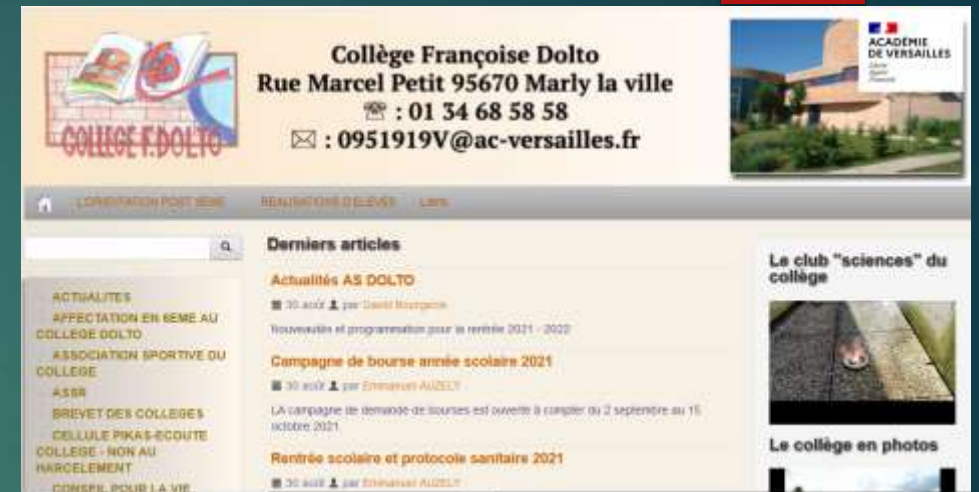 COLLEGE F.DOLTO
Collège Françoise Dolto
Rue Marcel Petit 95670 Marly la ville
☏ : 01 34 68 58 58
✉ : 0951919V@ac-versailles.fr
ACADÉMIE
DE VERSAILLES
Liberté
Égalité
Fraternité
L'ORIENTATION POST 3EME
REALISATIONS D'ELEVES
Liens
Derniers articles
Actualités AS DOLTO
30 août par David Bourgeois
Nouveautés et programmation pour la rentrée 2021 - 2022
Campagne de bourse année scolaire 2021
30 août par Emmanuel AUZELY
LA campagne de demande de bourses est ouverte à compter du 2 septembre au 15
octobre 2021
Rentrée scolaire et protocole sanitaire 2021
30 août par Emmanuel AUZELY
ACTUALITES
AFFECTATION EN 6EME AU
COLLEGE DOLTO
ASSOCIATION SPORTIVE DU
COLLEGE
ASSR
BREVET DES COLLEGES
CELLULE PIKAS-ECOUTE
COLLEGE - NON AU
HARCELEMENT
CONSEIL POUR LA VIE
Le club "sciences" du
collège
Le collège en photos